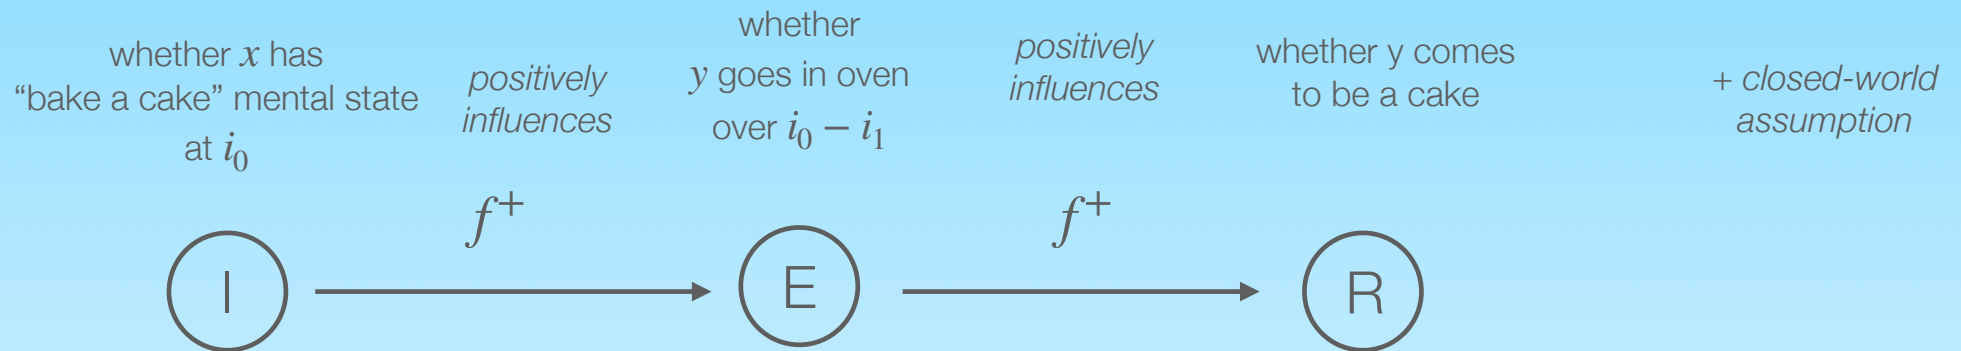 whether x has
“bake a cake” mental state
at i₀
positively
influences
whether
y goes in oven
over i₀ − i₁
positively
influences
whether y comes
to be a cake
+ closed-world
assumption
f⁺
f⁺
I
E
R